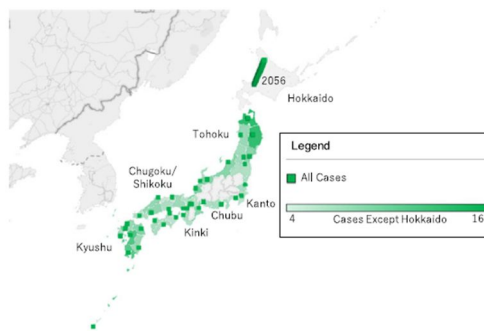 2056
Hokkaido
Tohoku
Legend
All Cases
Chugoku/
Shikoku
Kanto
Chubu
4 Cases Except Hokkaido 16
Kinki
Kyushu